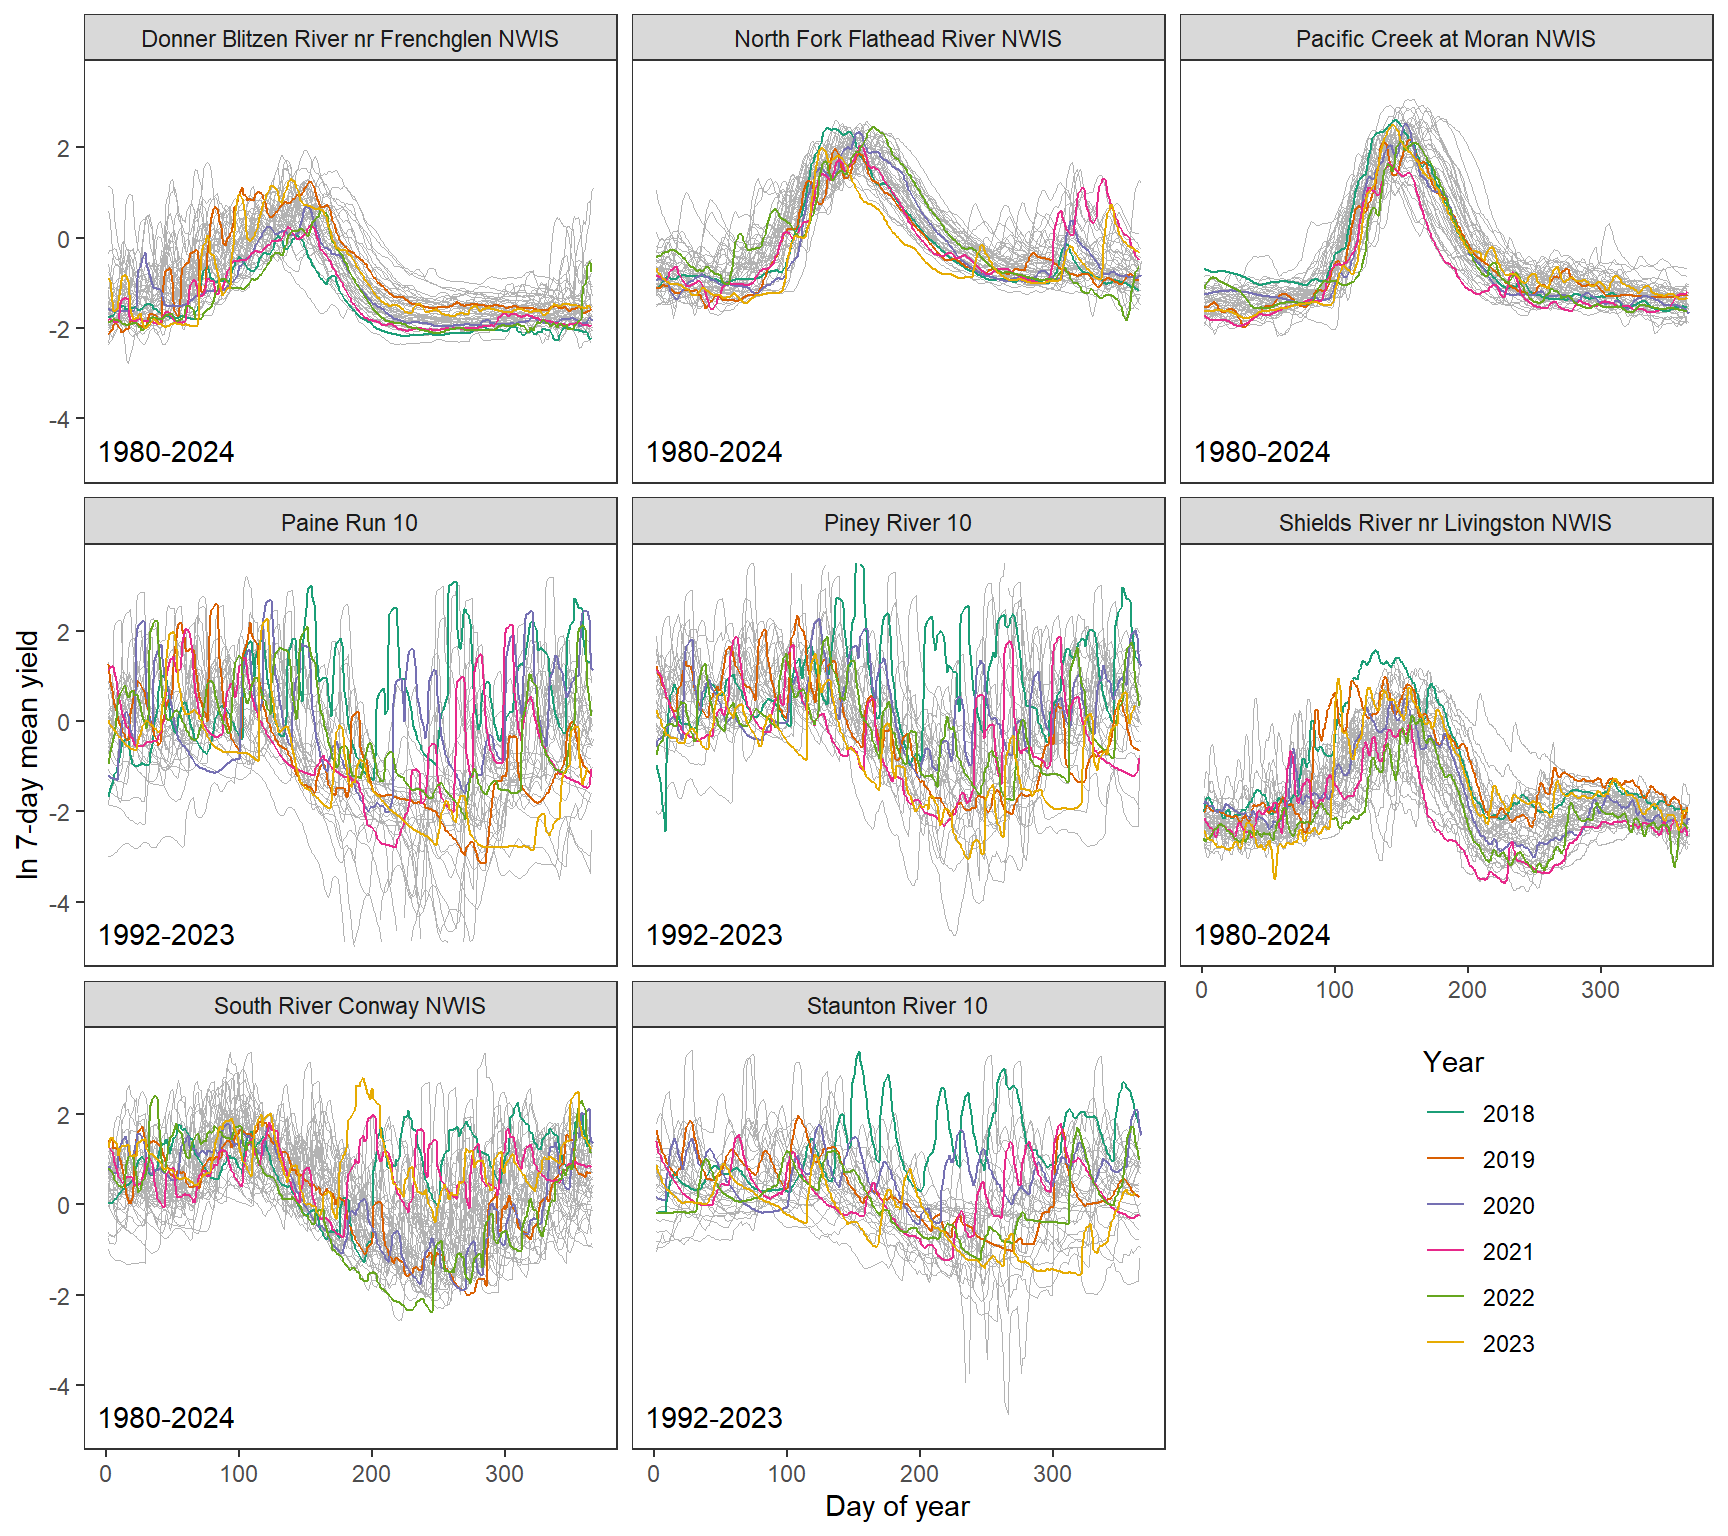 Donner Blitzen River nr Frenchglen NWIS
North Fork Flathead River NWIS
Pacific Creek at Moran NWIS
2
0
-2
-4
1980-2024
1980-2024
1980-2024
Paine Run 10
Piney River 10
Shields River nr Livingston NWIS
ln 7-day mean yield
2
0
-2
-4
1992-2023
1992-2023
1980-2024
0 100 200 300
South River Conway NWIS
Staunton River 10
2
0
-2
-4
1980-2024
1992-2023
0 100 200 300
0 100 200 300
Day of year
Year
2018
2019
2020
2021
2022
2023